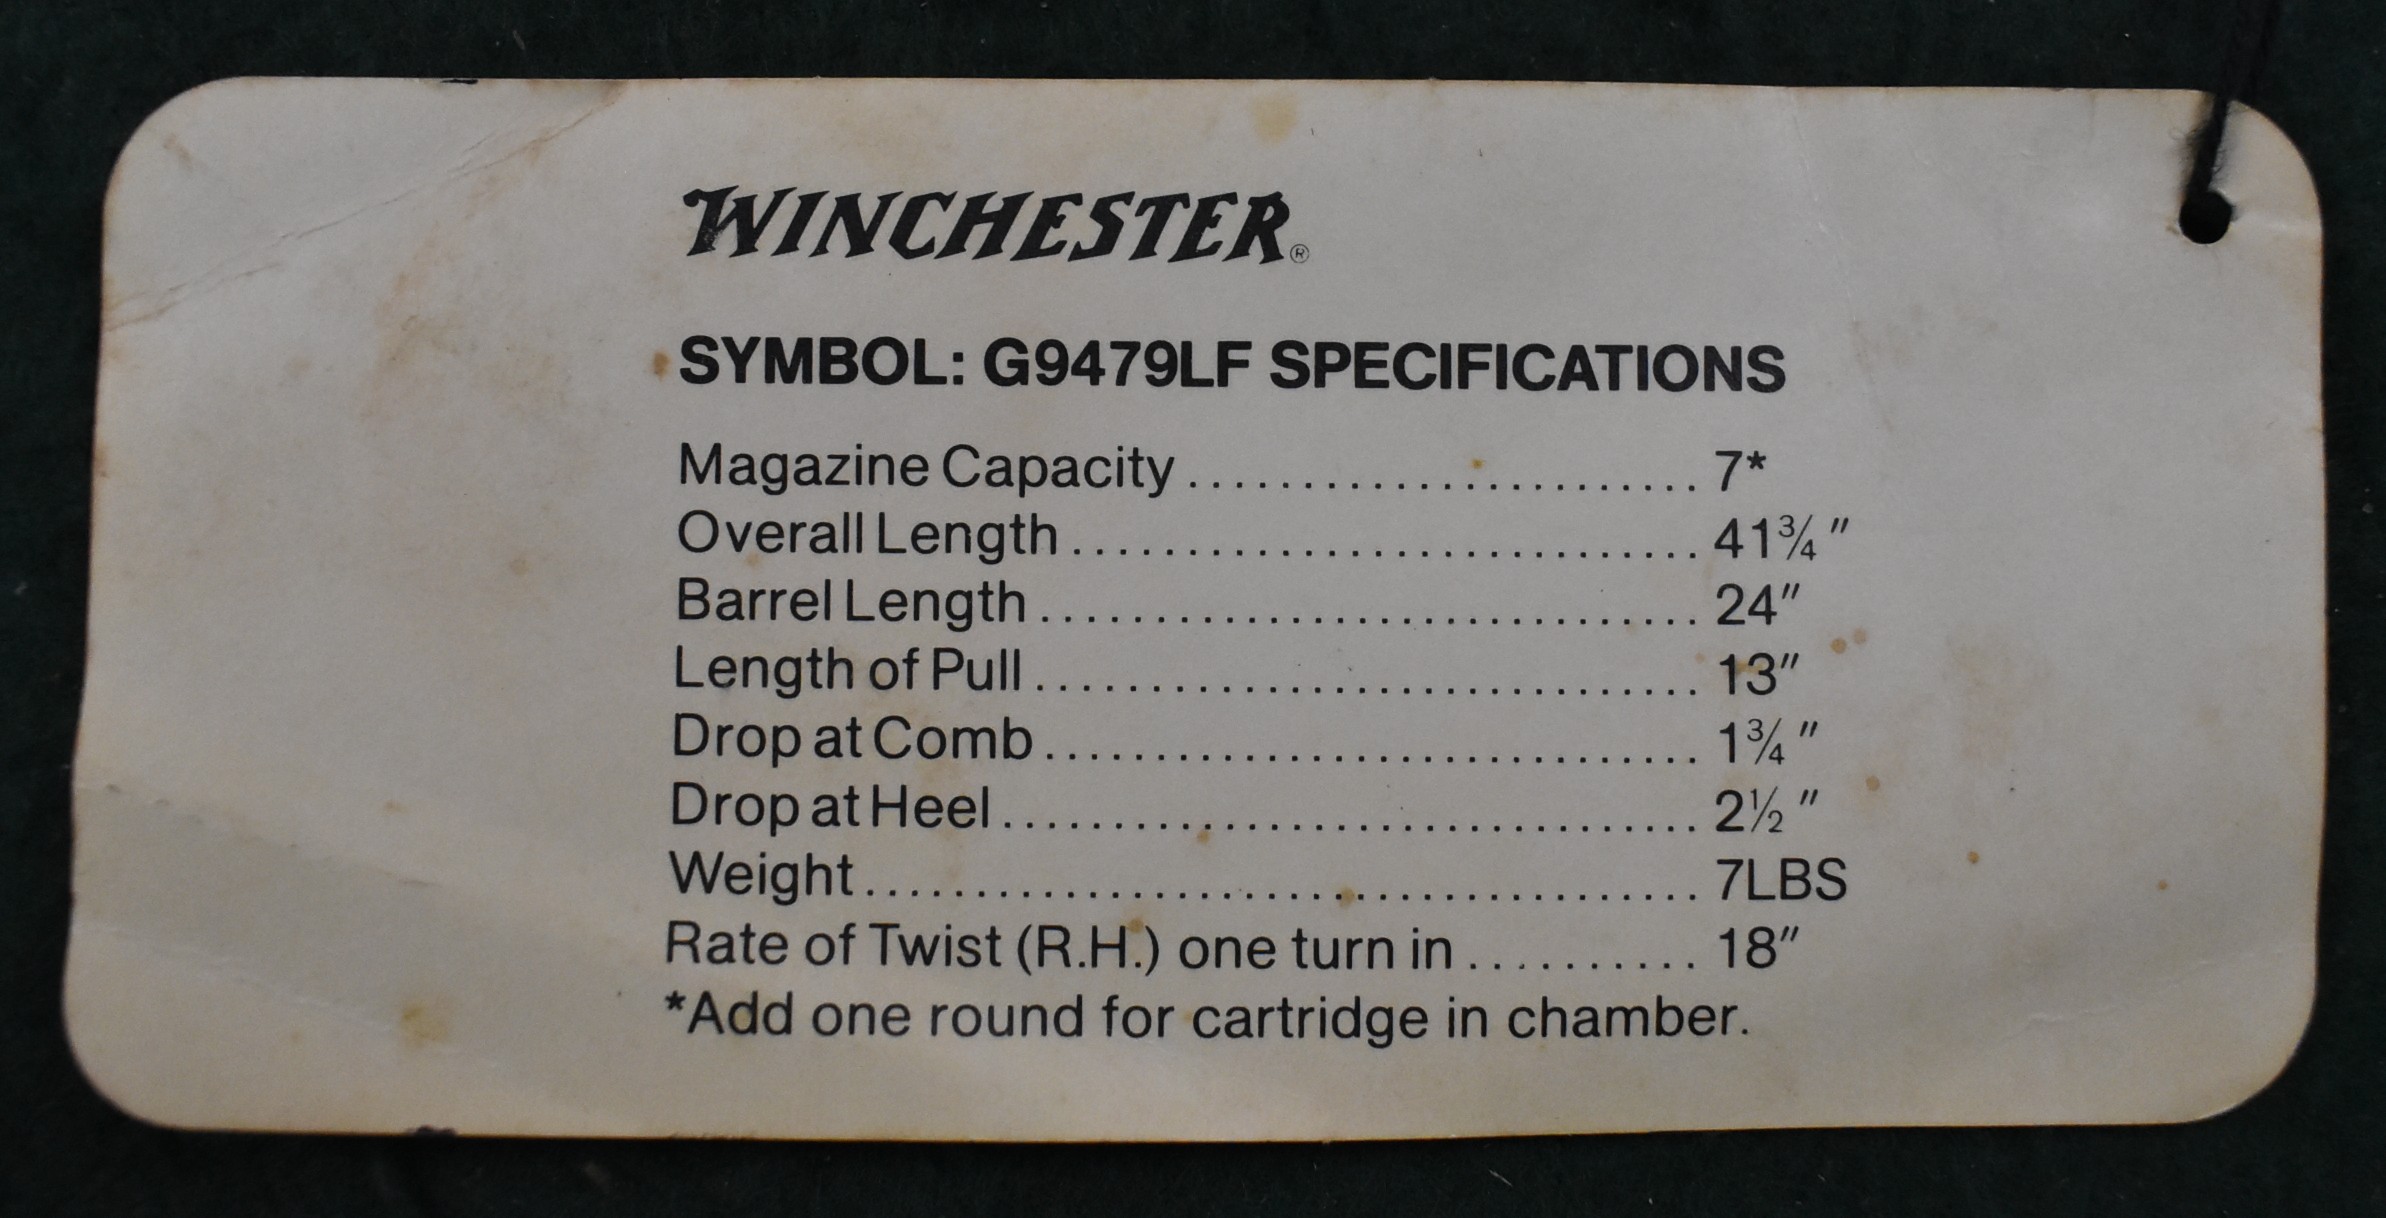 WINCHESTER®
SYMBOL: G9479LF SPECIFICATIONS
Magazine Capacity ....................... 7*
Overall Length ............................ 41¾"
Barrel Length ............................. 24"
Length of Pull ............................. 13"
Drop at Comb ............................. 1¾"
Drop at Heel ............................... 2½"
Weight ..................................... 7LBS
Rate of Twist (R.H.) one turn in .......... 18"
*Add one round for cartridge in chamber.